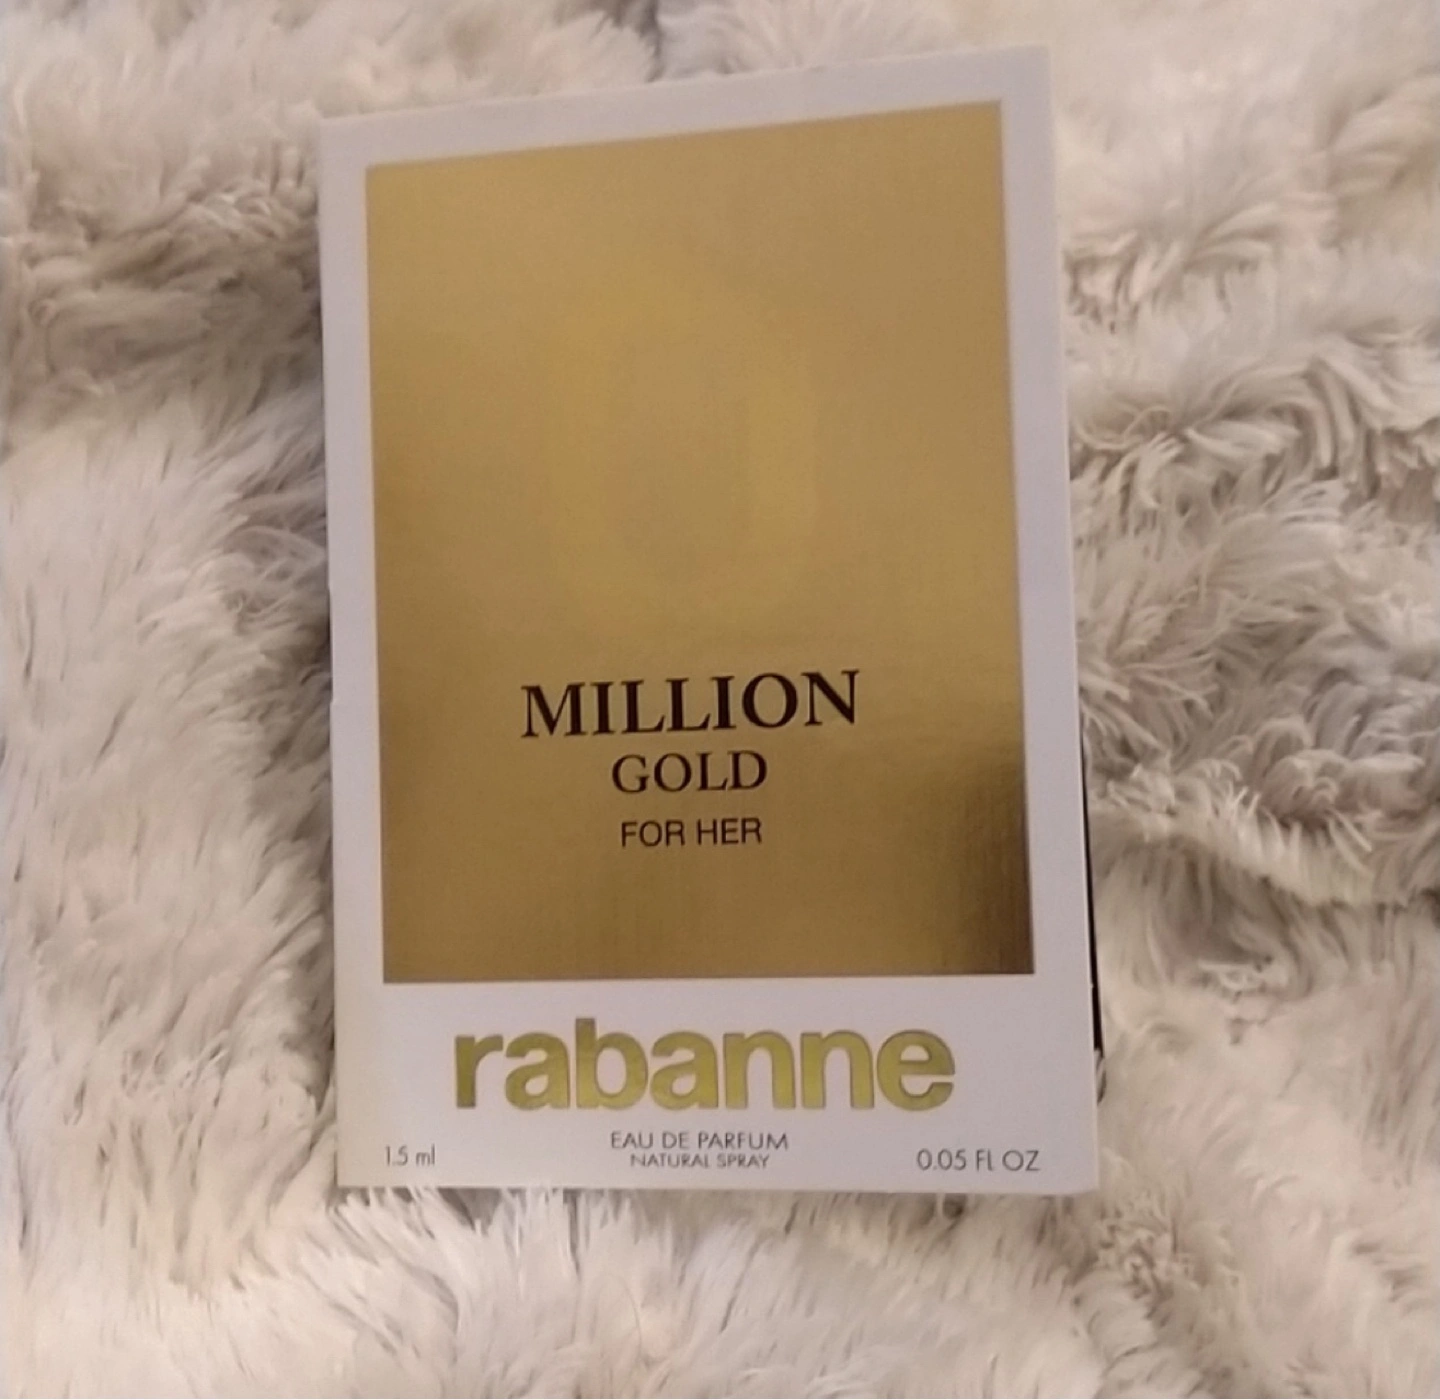 MILLION
GOLD
FOR HER
rabanne
EAU DE PARFUM
NATURAL SPRAY
1.5 ml
0.05 FL OZ